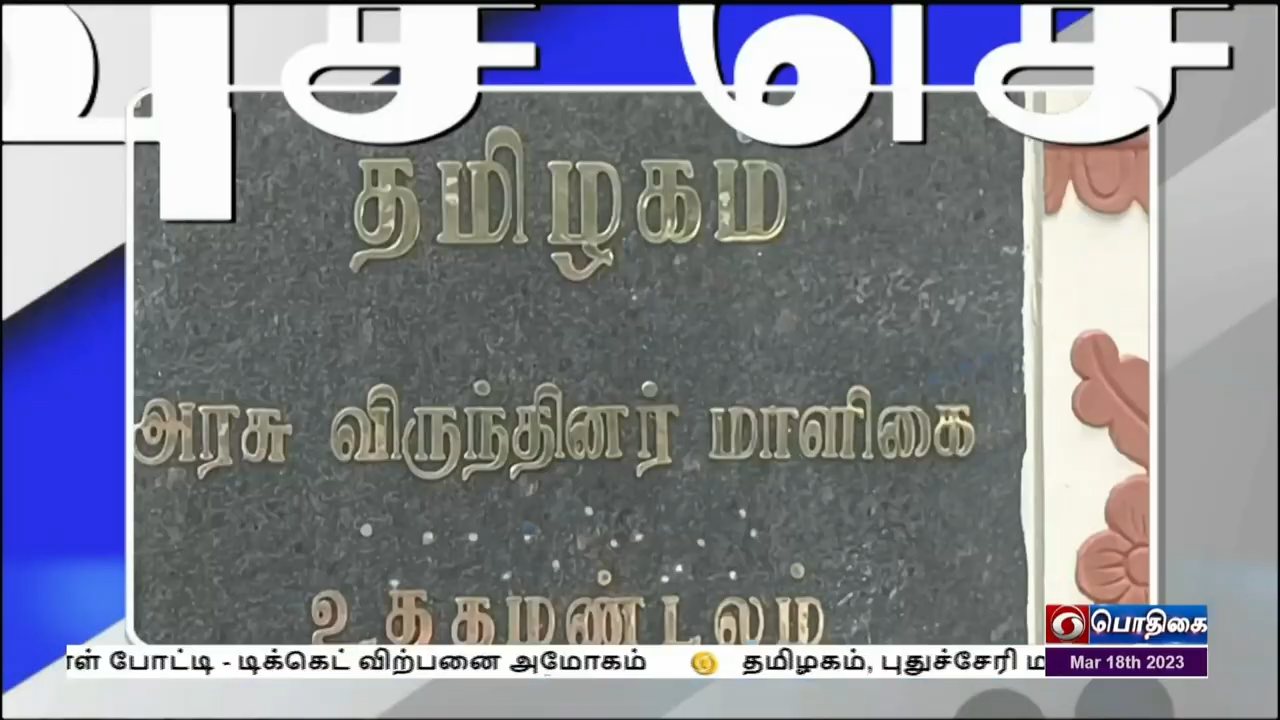 தமிழகம்
அரசு விருந்தினர் மாளிகை
உதகமண்டலம்
பொதிகை
போட்டி - டிக்கெட் விற்பனை அமோகம்
தமிழகம், புதுச்சேரி
Mar 18th 2023